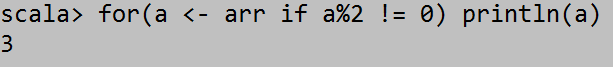 scala> for(a <- arr if a%2 != 0) println(a)
3